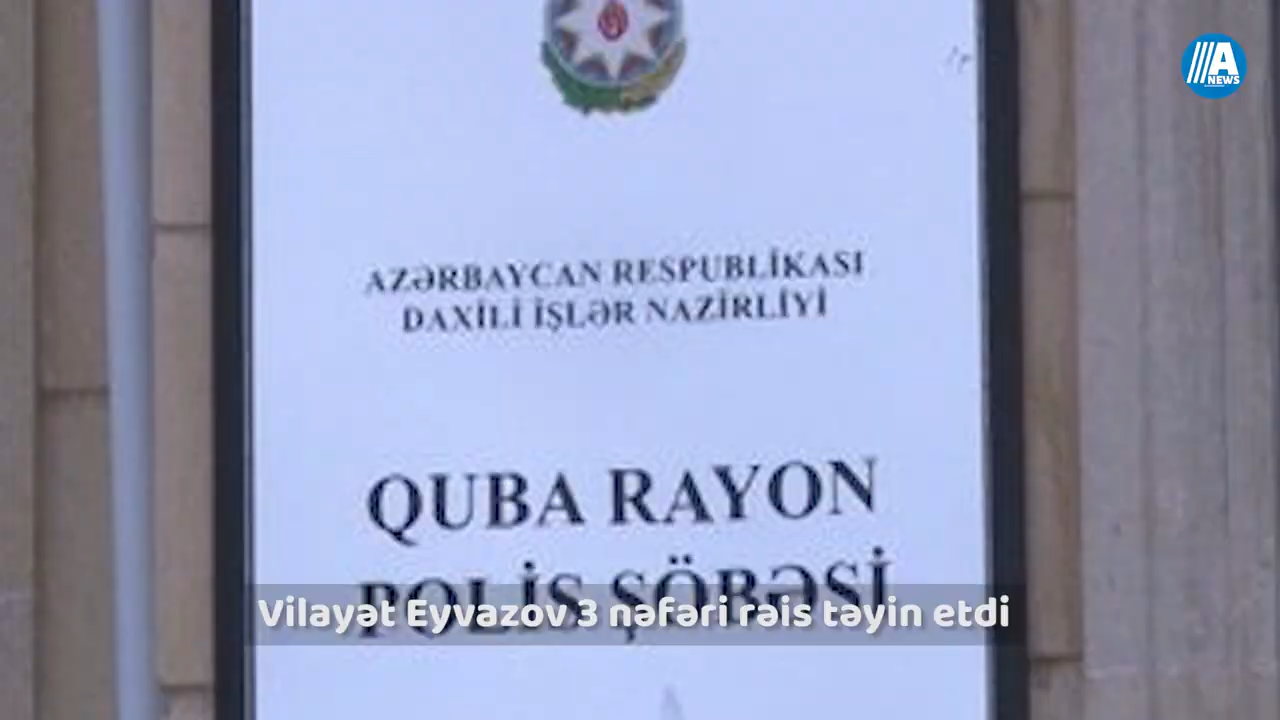 A
NEWS
AZƏRBAYCAN RESPUBLİKASI
DAXİLİ İŞLƏR NAZİRLİYİ
QUBA RAYON
POLİS ŞÖBƏSİ
Vilayət Eyvazov 3 nəfəri rəis təyin etdi